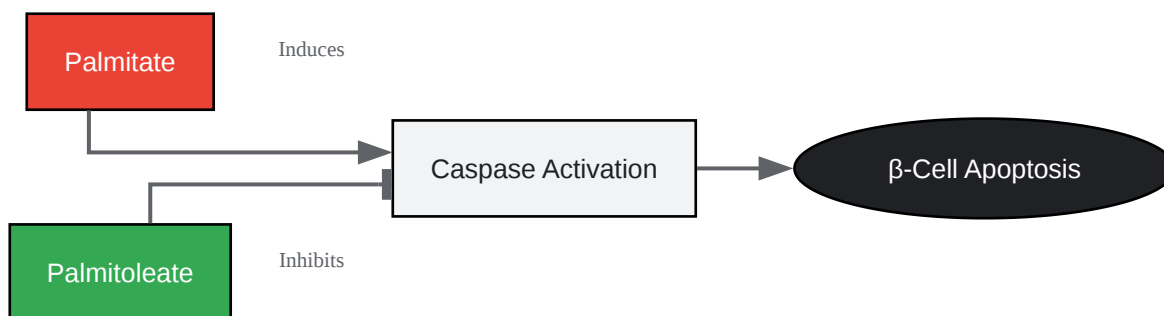 Palmitate
Induces
Caspase Activation
β-Cell Apoptosis
Palmitoleate
Inhibits